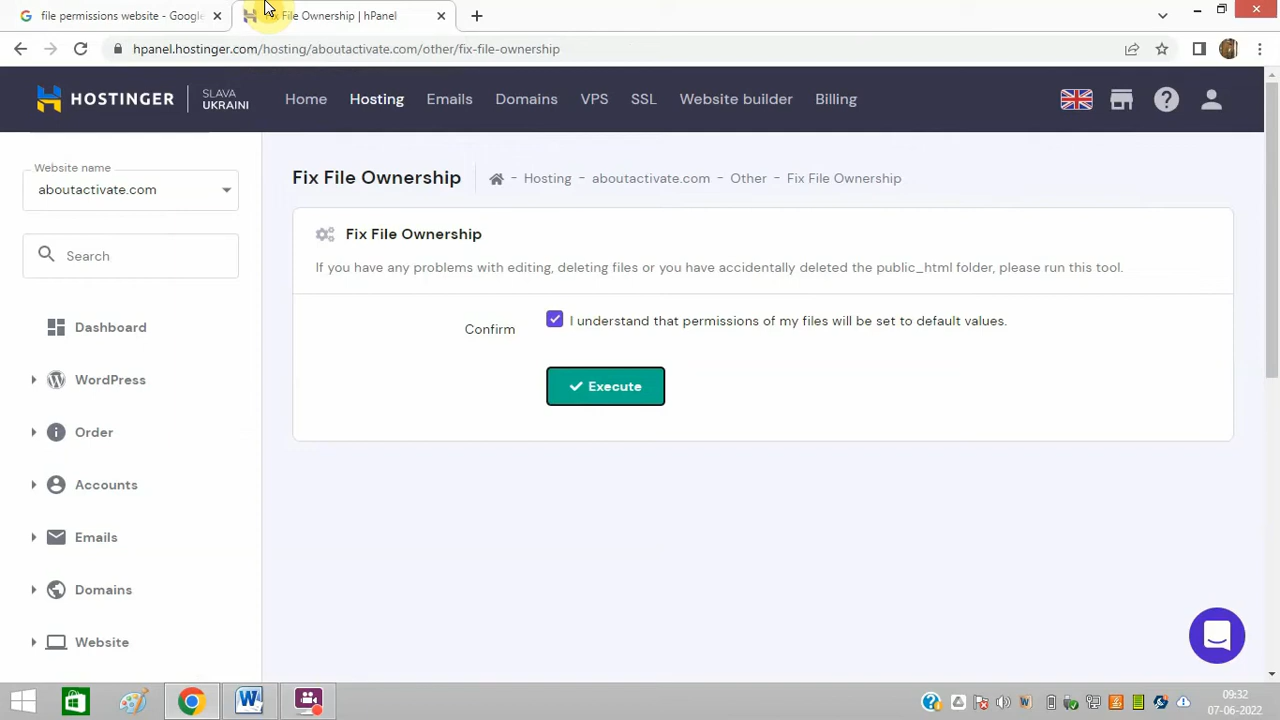 file permissions website - Google
Fix File Ownership | hPanel
hpanel.hostinger.com/hosting/aboutactivate.com/other/fix-file-ownership
HOSTINGER
SLAVA
UKRAINI
Home
Hosting
Emails
Domains
VPS
SSL
Website builder
Billing
Website name
aboutactivate.com
Search
Dashboard
WordPress
Order
Accounts
Emails
Domains
Website
Fix File Ownership
- Hosting - aboutactivate.com - Other - Fix File Ownership
Fix File Ownership
If you have any problems with editing, deleting files or you have accidentally deleted the public_html folder, please run this tool.
Confirm
I understand that permissions of my files will be set to default values.
Execute
09:32
07-06-2022